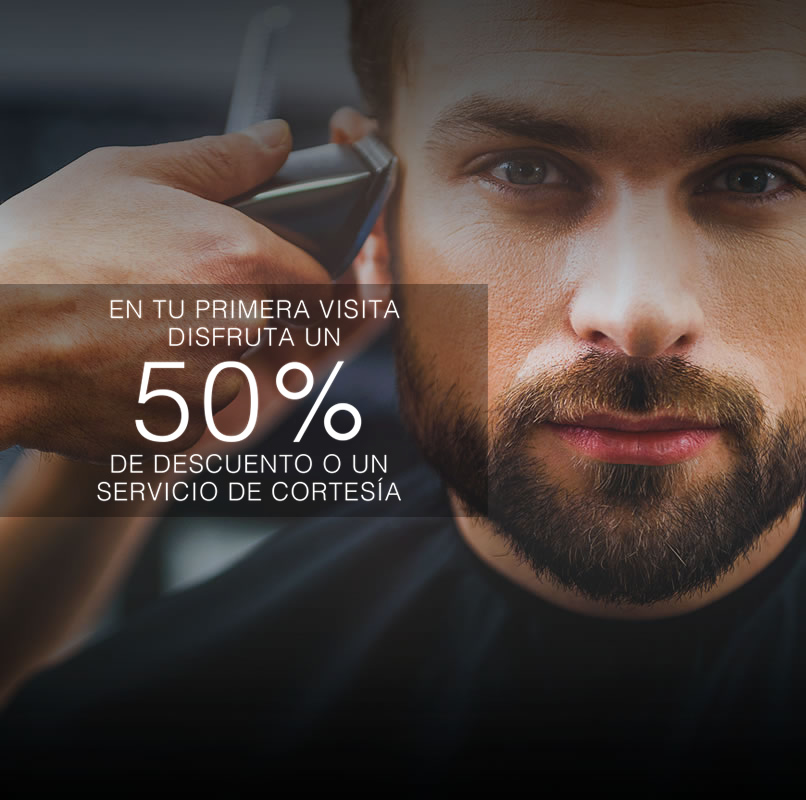 EN TU PRIMERA VISITA
DISFRUTA UN
50%
DE DESCUENTO O UN
SERVICIO DE CORTESÍA